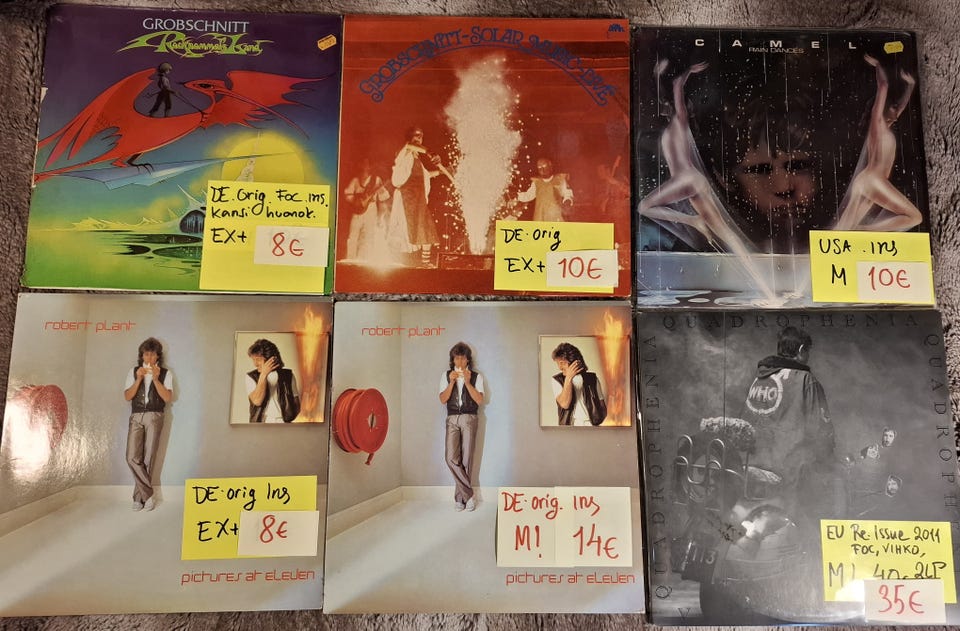 GROBSCHNITT
Rockpommel's Land
DE. Orig. Foc. ins.
Kansi huonok.
EX+ 8€
GROBSCHNITT-SOLAR MUSIC-LIVE
DE-orig
EX+ 10€
CAMEL
RAIN DANCES
USA. ins
M 10€
robert plant
DE-orig Ins
EX+ 8€
pictures at eleven
robert plant
DE-orig. Ins
M! 14€
pictures at eleven
QUADROPHENIA
QUADROPHENIA
QUADROPHENIA
WHO
EU Re-Issue 2011
FOC, VIHKO,
M! 40- 2LP
35€